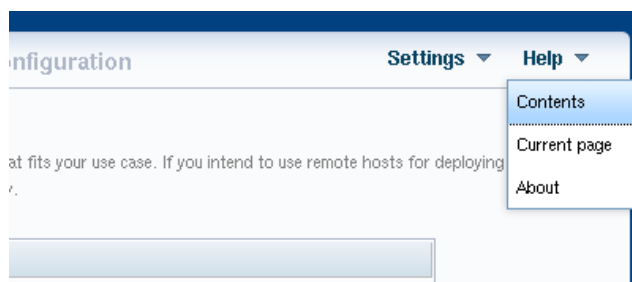 nfiguration Settings Help
Contents
Current page
at fits your use case. If you intend to use remote hosts for deploying
About